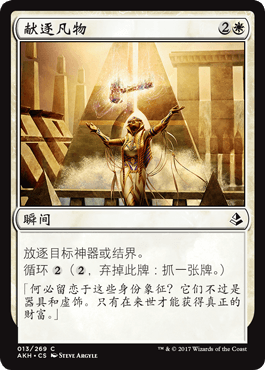 献逐凡物 2
瞬间
放逐目标神器或结界。
循环2（2，弃掉此牌：抓一张牌。）
「何必留恋于这些身份象征？它们不过是
器具和虚饰。只有在来世才能获得真正的
财富。」
013/269 C
AKH • CS Steve Argyle
™ & © 2017 Wizards of the Coast